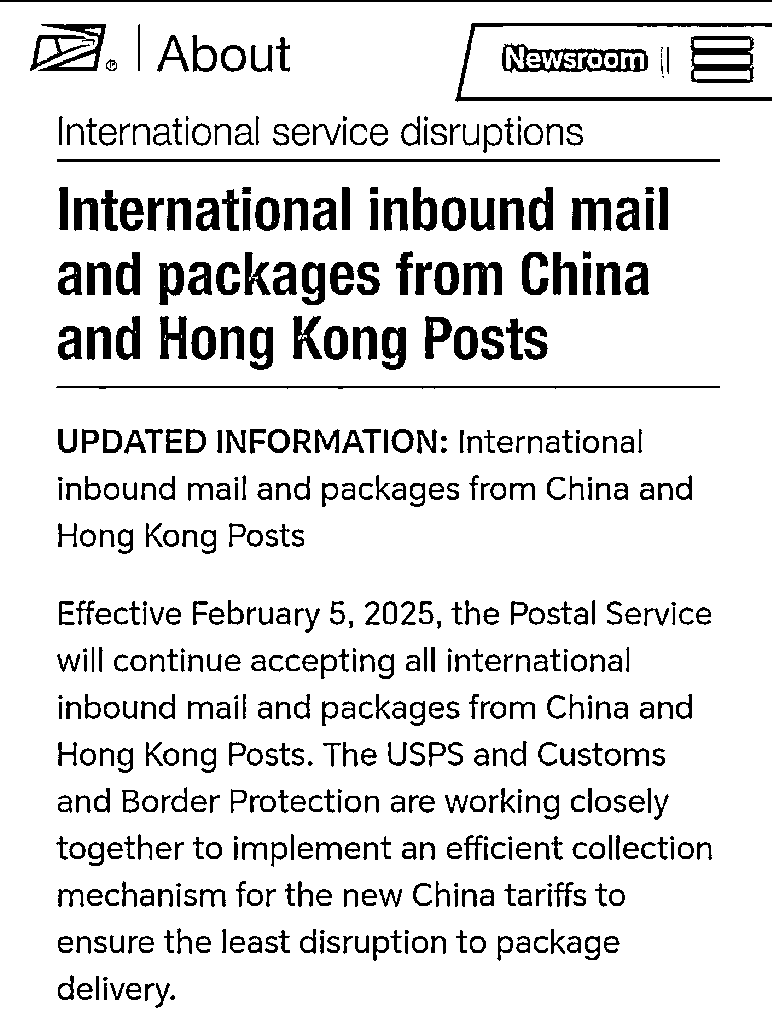 About
Newsroom
International service disruptions
International inbound mail
and packages from China
and Hong Kong Posts
UPDATED INFORMATION: International
inbound mail and packages from China and
Hong Kong Posts
Effective February 5, 2025, the Postal Service
will continue accepting all international
inbound mail and packages from China and
Hong Kong Posts. The USPS and Customs
and Border Protection are working closely
together to implement an efficient collection
mechanism for the new China tariffs to
ensure the least disruption to package
delivery.